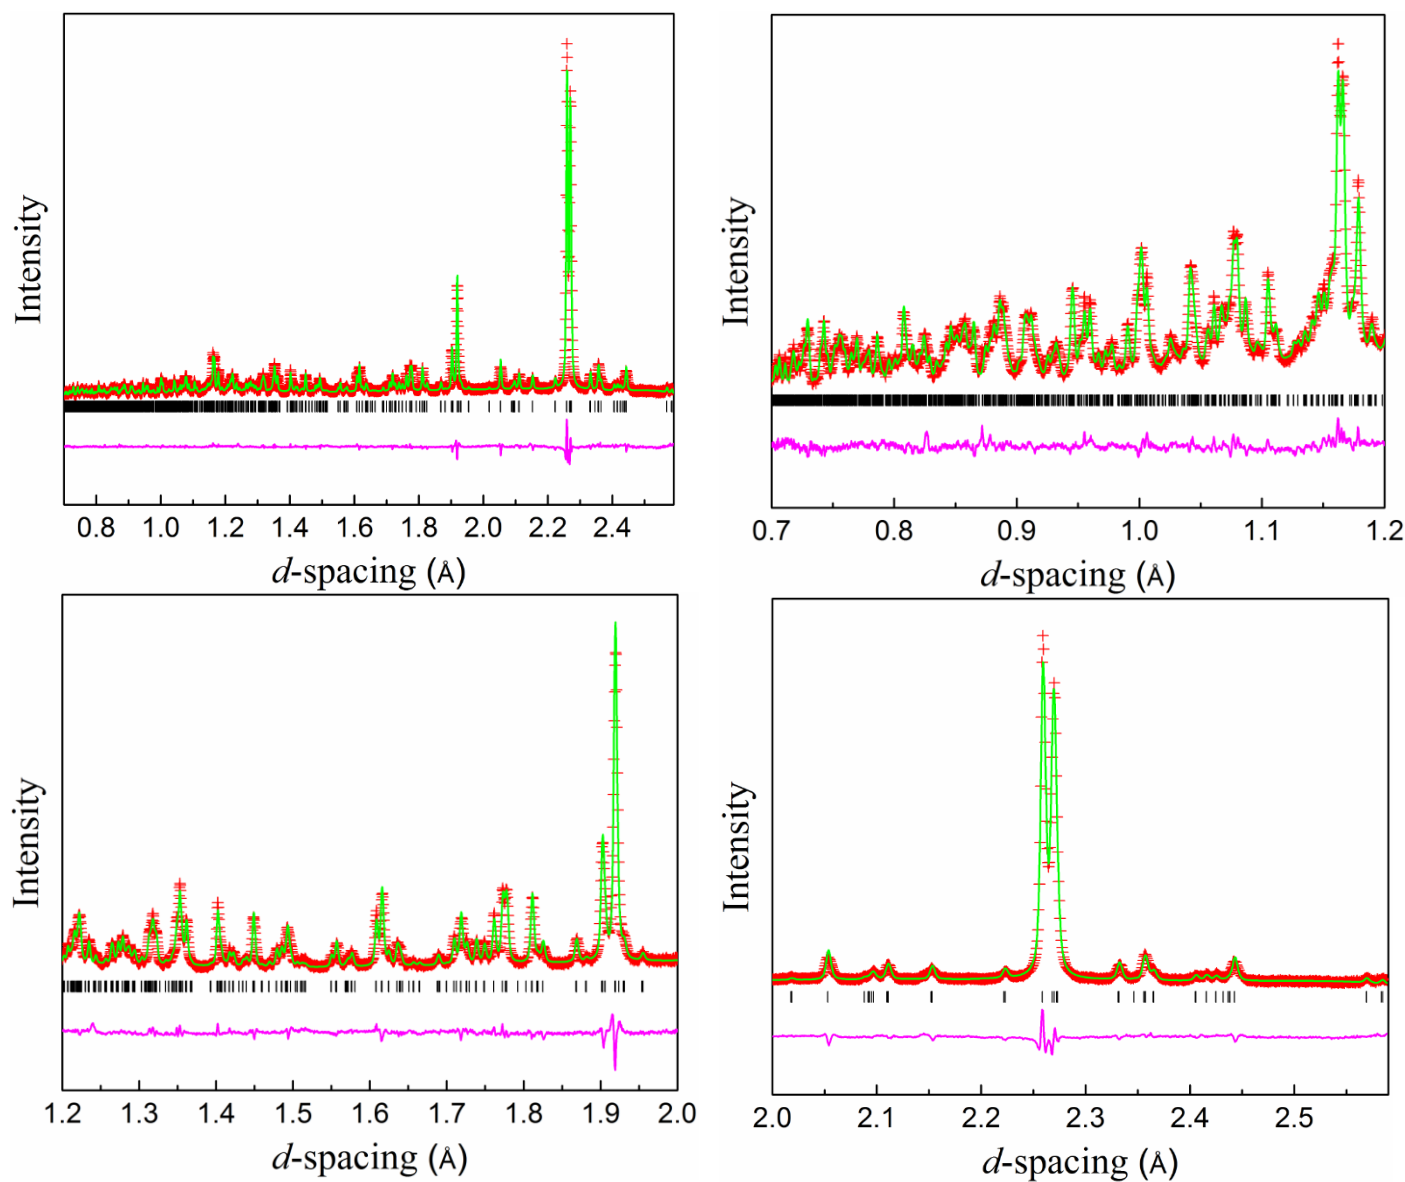 Intensity
0.8 1.0 1.2 1.4 1.6 1.8 2.0 2.2 2.4
d-spacing (Å)
Intensity
0.7 0.8 0.9 1.0 1.1 1.2
d-spacing (Å)
Intensity
1.2 1.3 1.4 1.5 1.6 1.7 1.8 1.9 2.0
d-spacing (Å)
Intensity
2.0 2.1 2.2 2.3 2.4 2.5
d-spacing (Å)